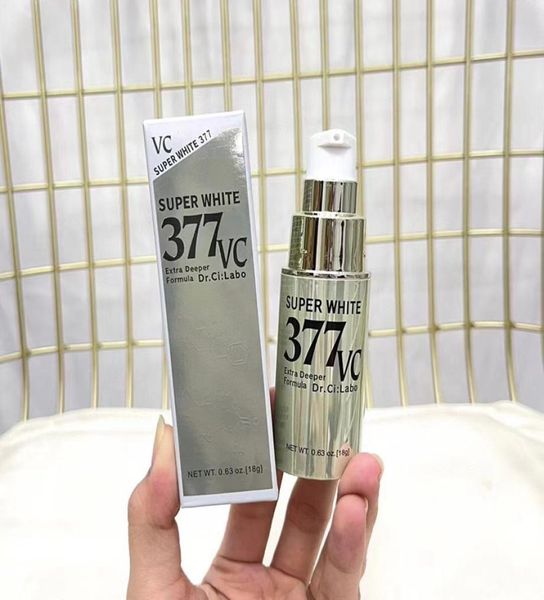 VC
SUPER WHITE 377
SUPER WHITE
377VC
Extra Deeper
Formula Dr.Ci:Labo
NET WT. 0.63 oz.[18g]
SUPER WHITE
377VC
Extra Deeper
Formula Dr.Ci:Labo
NET WT. 0.63 oz.[18g]